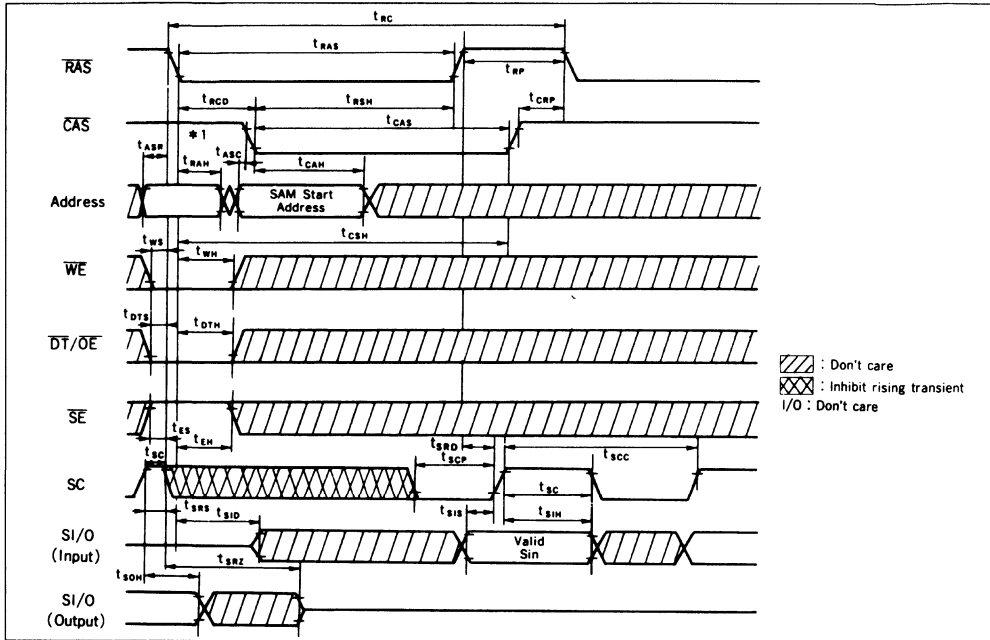 tRC
tRAS
RAS
tRP
tRCD
tRSH
tCRP
CAS
tCAS
*1
tASR
tRAH
tASC
tCAH
Address
SAM Start
Address
tCSH
tWS
tWH
WE
tDTS
tDTH
DT/OE
: Don't care
: Inhibit rising transient
I/O : Don't care
SE
tES
tEH
tSRD
tSCC
tSC
tSCP
SC
tSC
tSRS
tSID
tSIS
tSIH
SI/O
(Input)
Valid
Sin
tSRZ
tSOH
SI/O
(Output)